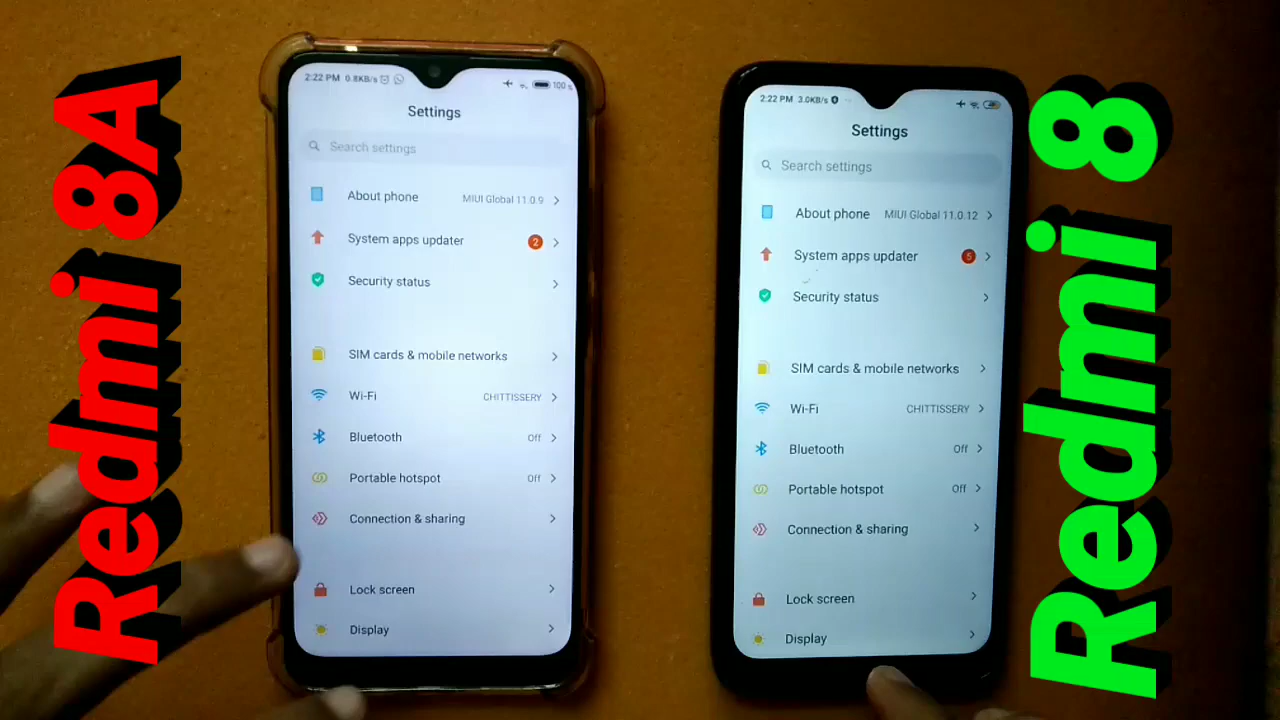 Redmi 8A
2:22 PM 0.8KB/s
100%
Settings
Search settings
About phone MIUI Global 11.0.9
System apps updater 2
Security status
SIM cards & mobile networks
Wi-Fi CHITTISSERY
Bluetooth Off
Portable hotspot Off
Connection & sharing
Lock screen
Display
2:22 PM 3.0KB/s
Settings
Search settings
About phone MIUI Global 11.0.12
System apps updater 5
Security status
SIM cards & mobile networks
Wi-Fi CHITTISSERY
Bluetooth Off
Portable hotspot Off
Connection & sharing
Lock screen
Display
Redmi 8